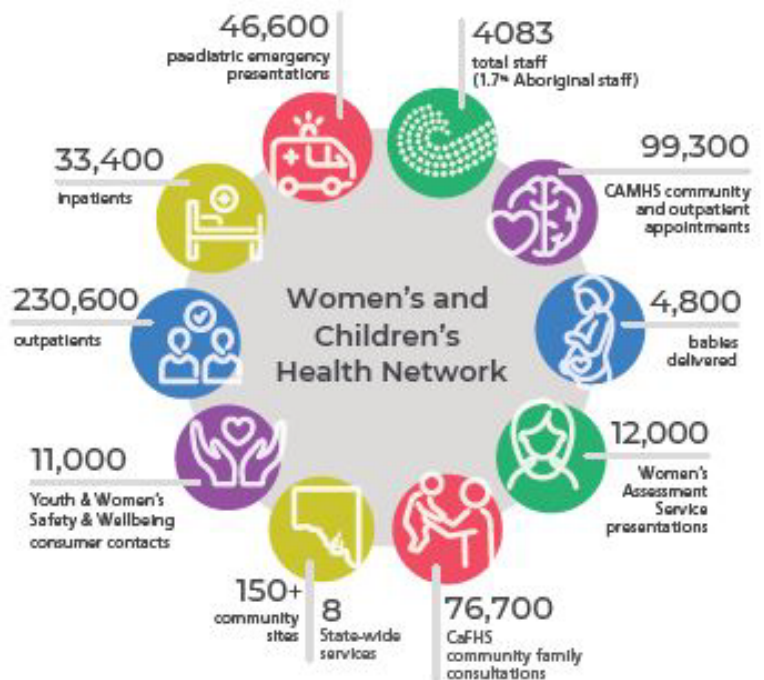 46,600
paediatric emergency
presentations
4083
total staff
(1.7% Aboriginal staff)
33,400
inpatients
99,300
CAMHS community
and outpatient
appointments
230,600
outpatients
Women's and
Children's
Health Network
4,800
babies
delivered
11,000
Youth & Women's
Safety & Wellbeing
consumer contacts
12,000
Women's
Assessment
Service
presentations
150+
community
sites
8
State-wide
services
76,700
CaFHS
community family
consultations